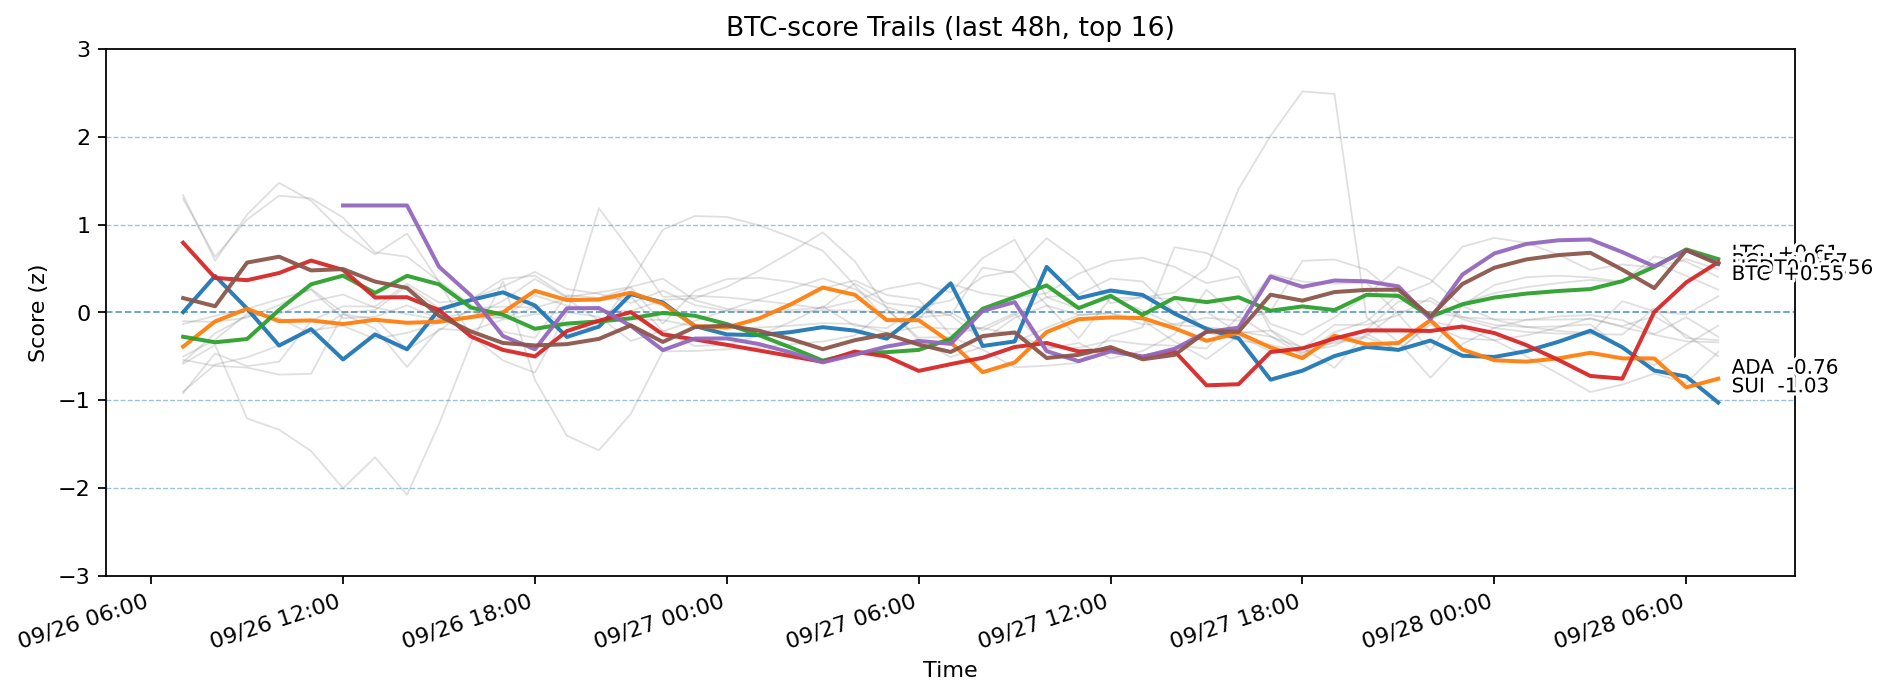 BTC-score Trails (last 48h, top 16)
Score (z)
3
2
1
0
−1
−2
−3
LTC +0.61
BTC +0.55
ADA -0.76
SUI -1.03
09/26 06:00
09/26 12:00
09/26 18:00
09/27 00:00
09/27 06:00
09/27 12:00
09/27 18:00
09/28 00:00
09/28 06:00
Time